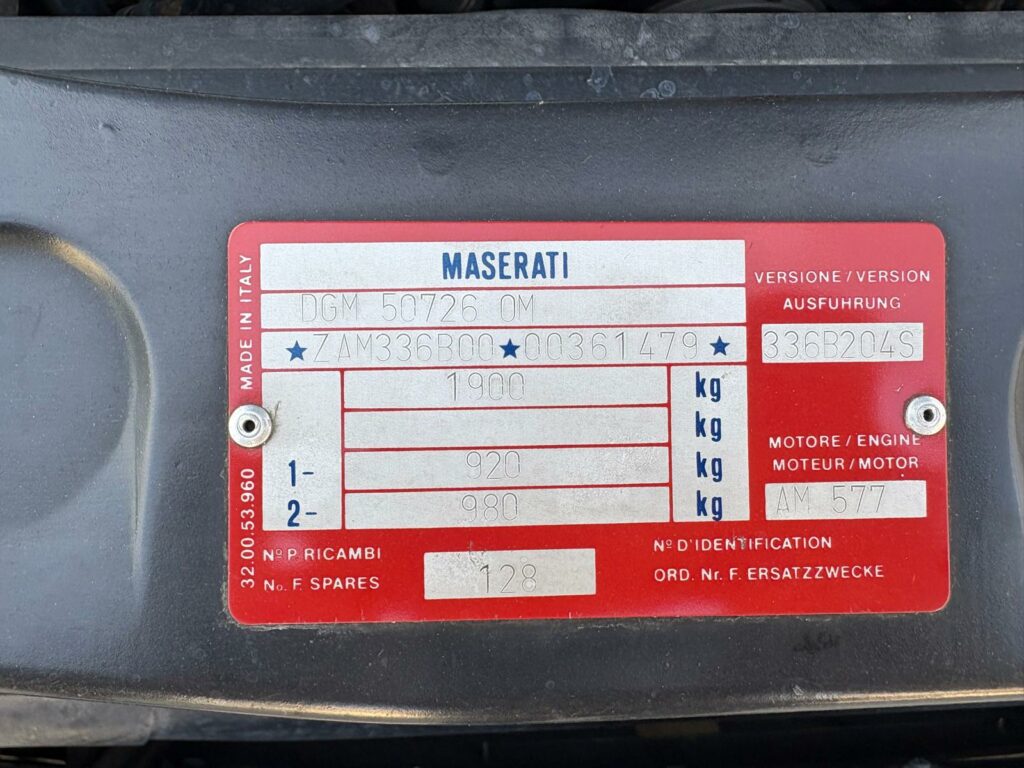 MASERATI
DGM 50726 OM
★ZAM336B00★00361479★
1900 kg
kg
1- 920 kg
2- 980 kg
Nº P. RICAMBI
No. F. SPARES
128
Nº D'IDENTIFICATION
ORD. Nr. F. ERSATZZWECKE
VERSIONE / VERSION
AUSFUHRUNG
336B204S
MOTORE / ENGINE
MOTEUR / MOTOR
AM 577
MADE IN ITALY
32.00.53.960